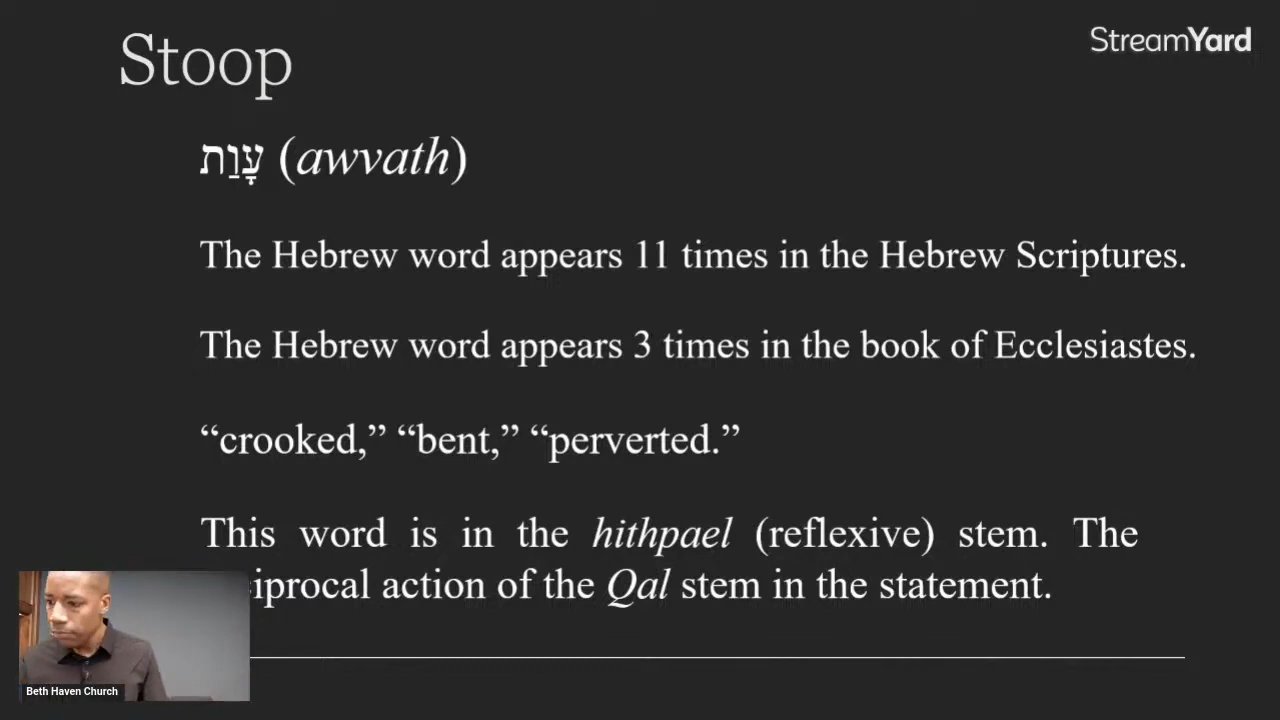 Stoop
StreamYard
עָוַת (awvath)
The Hebrew word appears 11 times in the Hebrew Scriptures.
The Hebrew word appears 3 times in the book of Ecclesiastes.
“crooked,” “bent,” “perverted.”
This word is in the hithpael (reflexive) stem. The
action of the Qal stem in the statement.
Beth Haven Church